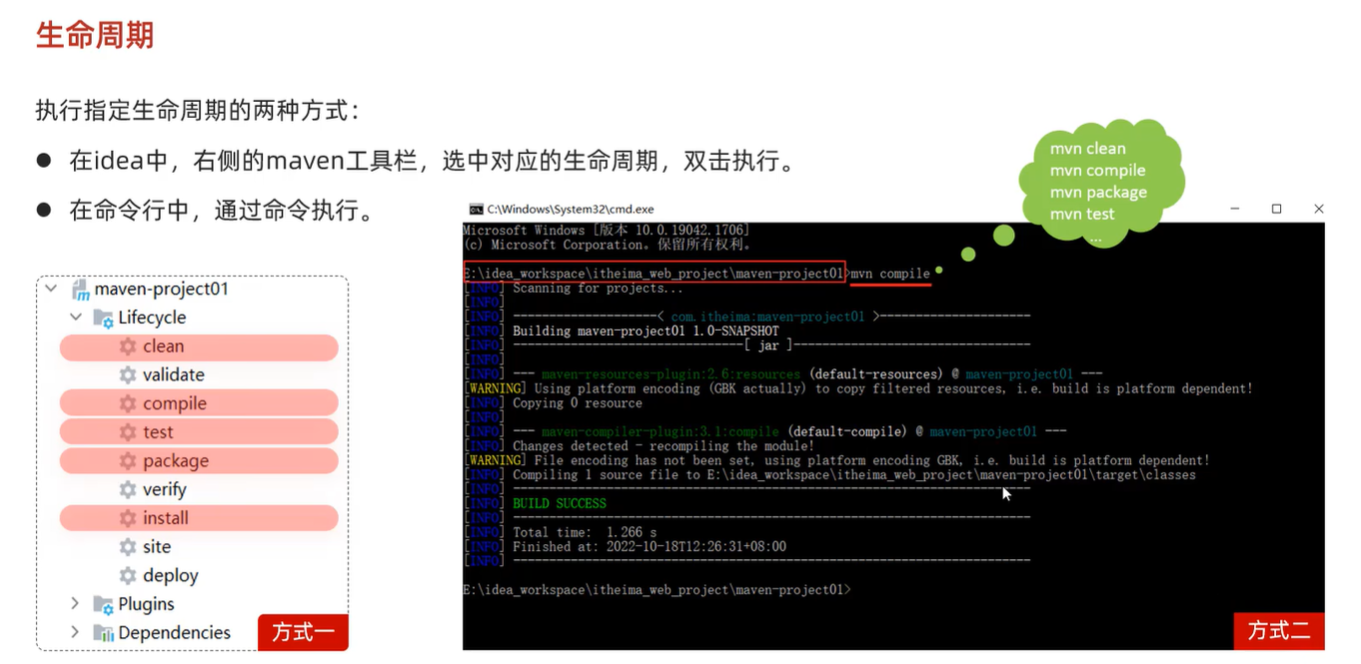 生命周期
执行指定生命周期的两种方式：
● 在idea中，右侧的maven工具栏，选中对应的生命周期，双击执行。
● 在命令行中，通过命令执行。
mvn clean
mvn compile
mvn package
mvn test
...
maven-project01
Lifecycle
clean
validate
compile
test
package
verify
install
site
deploy
Plugins
Dependencies
方式一
C:\Windows\System32\cmd.exe
Microsoft Windows [版本 10.0.19042.1706]
(c) Microsoft Corporation。保留所有权利。
E:\idea_workspace\itheima_web_project\maven-project01>mvn compile
[INFO] Scanning for projects...
[INFO]
[INFO] --------------------< com.itheima:maven-project01 >---------------------
[INFO] Building maven-project01 1.0-SNAPSHOT
[INFO] --------------------------------[ jar ]---------------------------------
[INFO]
[INFO] --- maven-resources-plugin:2.6:resources (default-resources) @ maven-project01 ---
[WARNING] Using platform encoding (GBK actually) to copy filtered resources, i.e. build is platform dependent!
[INFO] Copying 0 resource
[INFO]
[INFO] --- maven-compiler-plugin:3.1:compile (default-compile) @ maven-project01 ---
[INFO] Changes detected - recompiling the module!
[WARNING] File encoding has not been set, using platform encoding GBK, i.e. build is platform dependent!
[INFO] Compiling 1 source file to E:\idea_workspace\itheima_web_project\maven-project01\target\classes
[INFO] ------------------------------------------------------------------------
[INFO] BUILD SUCCESS
[INFO] ------------------------------------------------------------------------
[INFO] Total time:  1.266 s
[INFO] Finished at: 2022-10-18T12:26:31+08:00
[INFO] ------------------------------------------------------------------------
E:\idea_workspace\itheima_web_project\maven-project01>
方式二